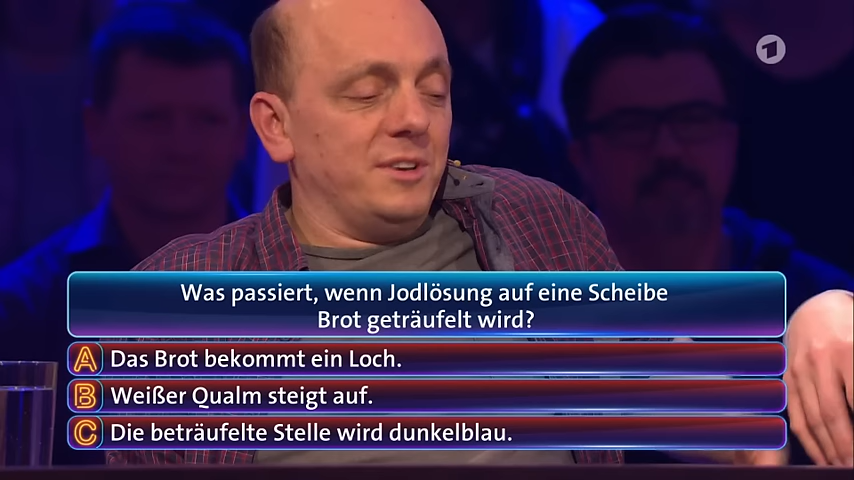 1
Was passiert, wenn Jodlösung auf eine Scheibe
Brot geträufelt wird?
A Das Brot bekommt ein Loch.
B Weißer Qualm steigt auf.
C Die beträufelte Stelle wird dunkelblau.